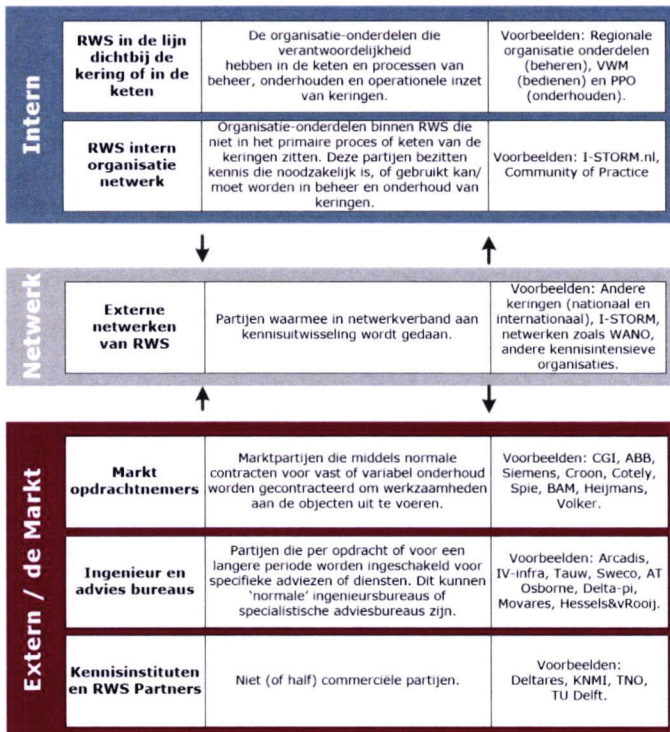 Intern
RWS in de lijn
dichtbij de
kering of in de
keten
De organisatie-onderdelen die
verantwoordelijkheid
hebben in de keten en processen van
beheer, onderhouden en operationele inzet
van keringen.
Voorbeelden: Regionale
organisatie onderdelen
(beheren), VWM
(bedienen) en PPO
(onderhouden).
RWS intern
organisatie
netwerk
Organisatie-onderdelen binnen RWS die
niet in het primaire proces of keten van de
keringen zitten. Deze partijen bezitten
kennis die noodzakelijk is, of gebruikt kan/
moet worden in beheer en onderhoud van
keringen.
Voorbeelden: I-STORM.nl,
Community of Practice
Netwerk
Externe
netwerken
van RWS
Partijen waarmee in netwerkverband aan
kennisuitwisseling wordt gedaan.
Voorbeelden: Andere
keringen (nationaal en
internationaal), I-STORM,
netwerken zoals WANO,
andere kennisintensieve
organisaties.
Extern / de Markt
Markt
opdrachtnemers
Marktpartijen die middels normale
contracten voor vast of variabel onderhoud
worden gecontracteerd om werkzaamheden
aan de objecten uit te voeren.
Voorbeelden: CGI, ABB,
Siemens, Croon, Cotely,
Spie, BAM, Heijmans,
Volker.
Ingenieur en
advies bureaus
Partijen die per opdracht of voor een
langere periode worden ingeschakeld voor
specifieke adviezen of diensten. Dit kunnen
'normale' ingenieursbureaus of
specialistische adviesbureaus zijn.
Voorbeelden: Arcadis,
IV-infra, Tauw, Sweco, AT
Osborne, Delta-pi,
Movares, Hessels&vRooij.
Kennisinstituten
en RWS Partners
Niet (of half) commerciële partijen.
Voorbeelden:
Deltares, KNMI, TNO,
TU Delft.